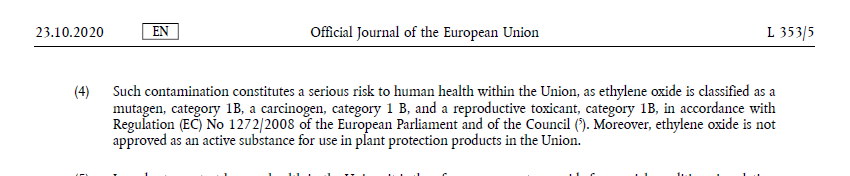 23.10.2020 EN Official Journal of the European Union L 353/5
(4) Such contamination constitutes a serious risk to human health within the Union, as ethylene oxide is classified as a
mutagen, category 1B, a carcinogen, category 1 B, and a reproductive toxicant, category 1B, in accordance with
Regulation (EC) No 1272/2008 of the European Parliament and of the Council (⁵). Moreover, ethylene oxide is not
approved as an active substance for use in plant protection products in the Union.